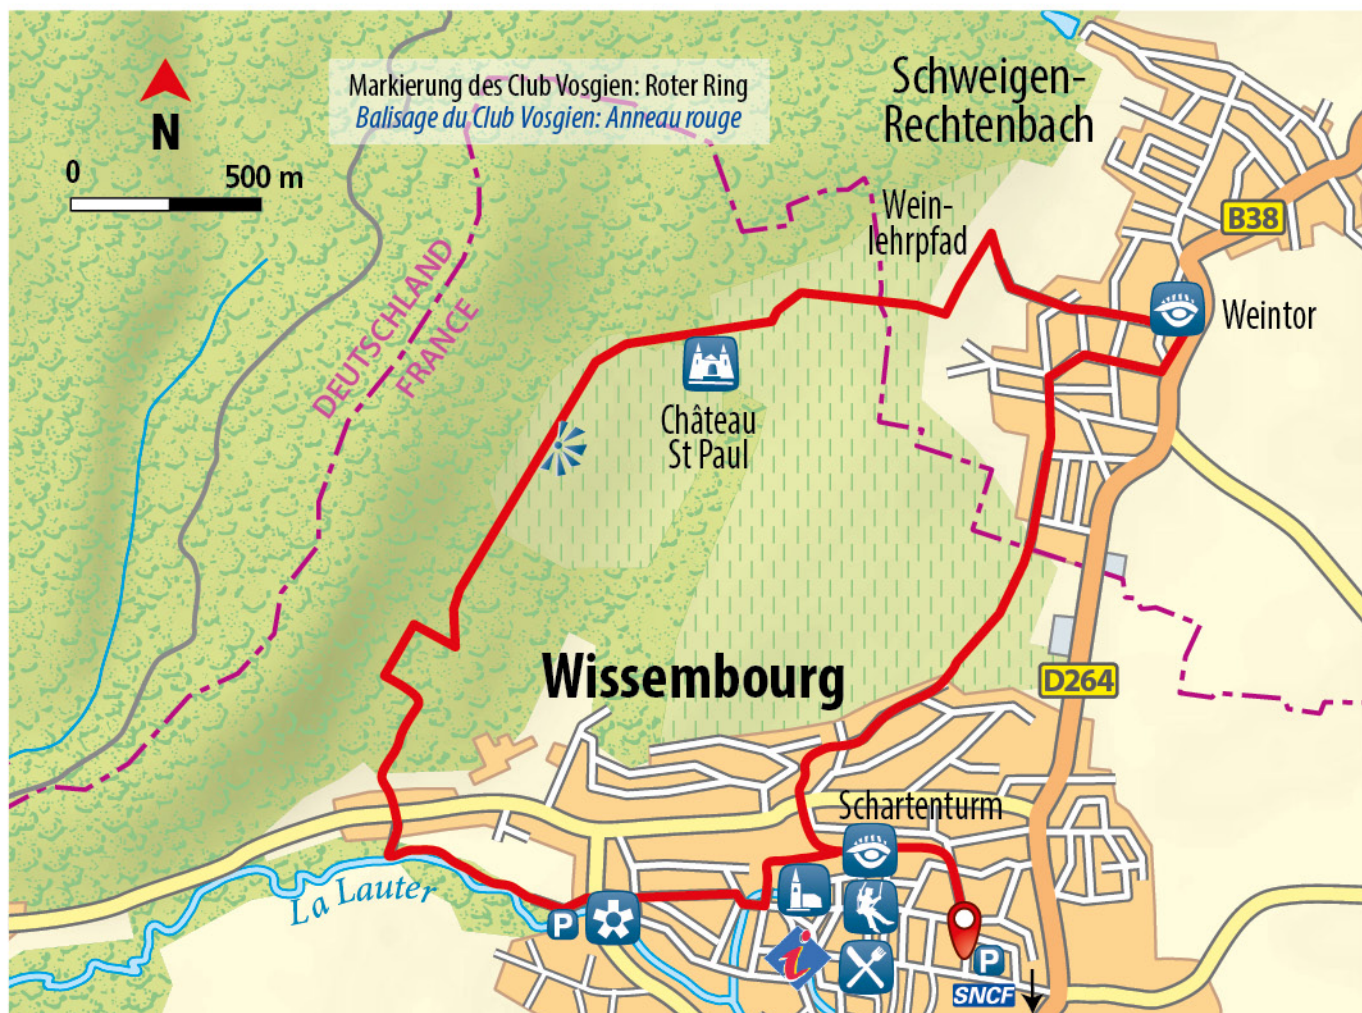 Markierung des Club Vosgien: Roter Ring
Balisage du Club Vosgien: Anneau rouge
N
0 500 m
Schweigen-
Rechtenbach
Wein-
lehrpfad
B38
Weintor
DEUTSCHLAND
FRANCE
Château
St Paul
Wissembourg
D264
Schartenturm
La Lauter
P
i
P
SNCF